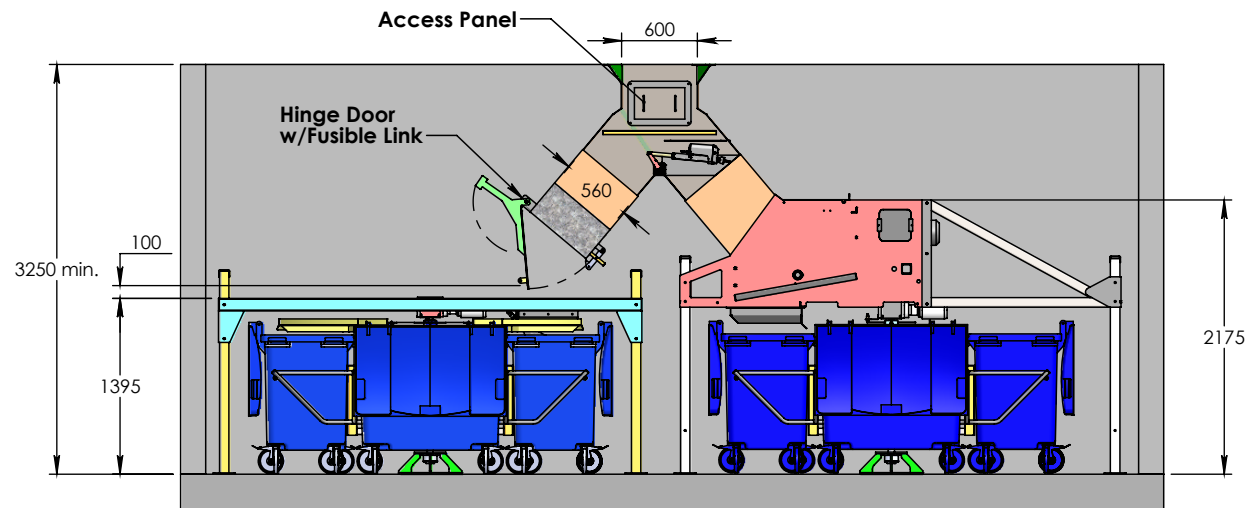 Access Panel
600
Hinge Door
w/Fusible Link
560
100
3250 min.
1395
2175